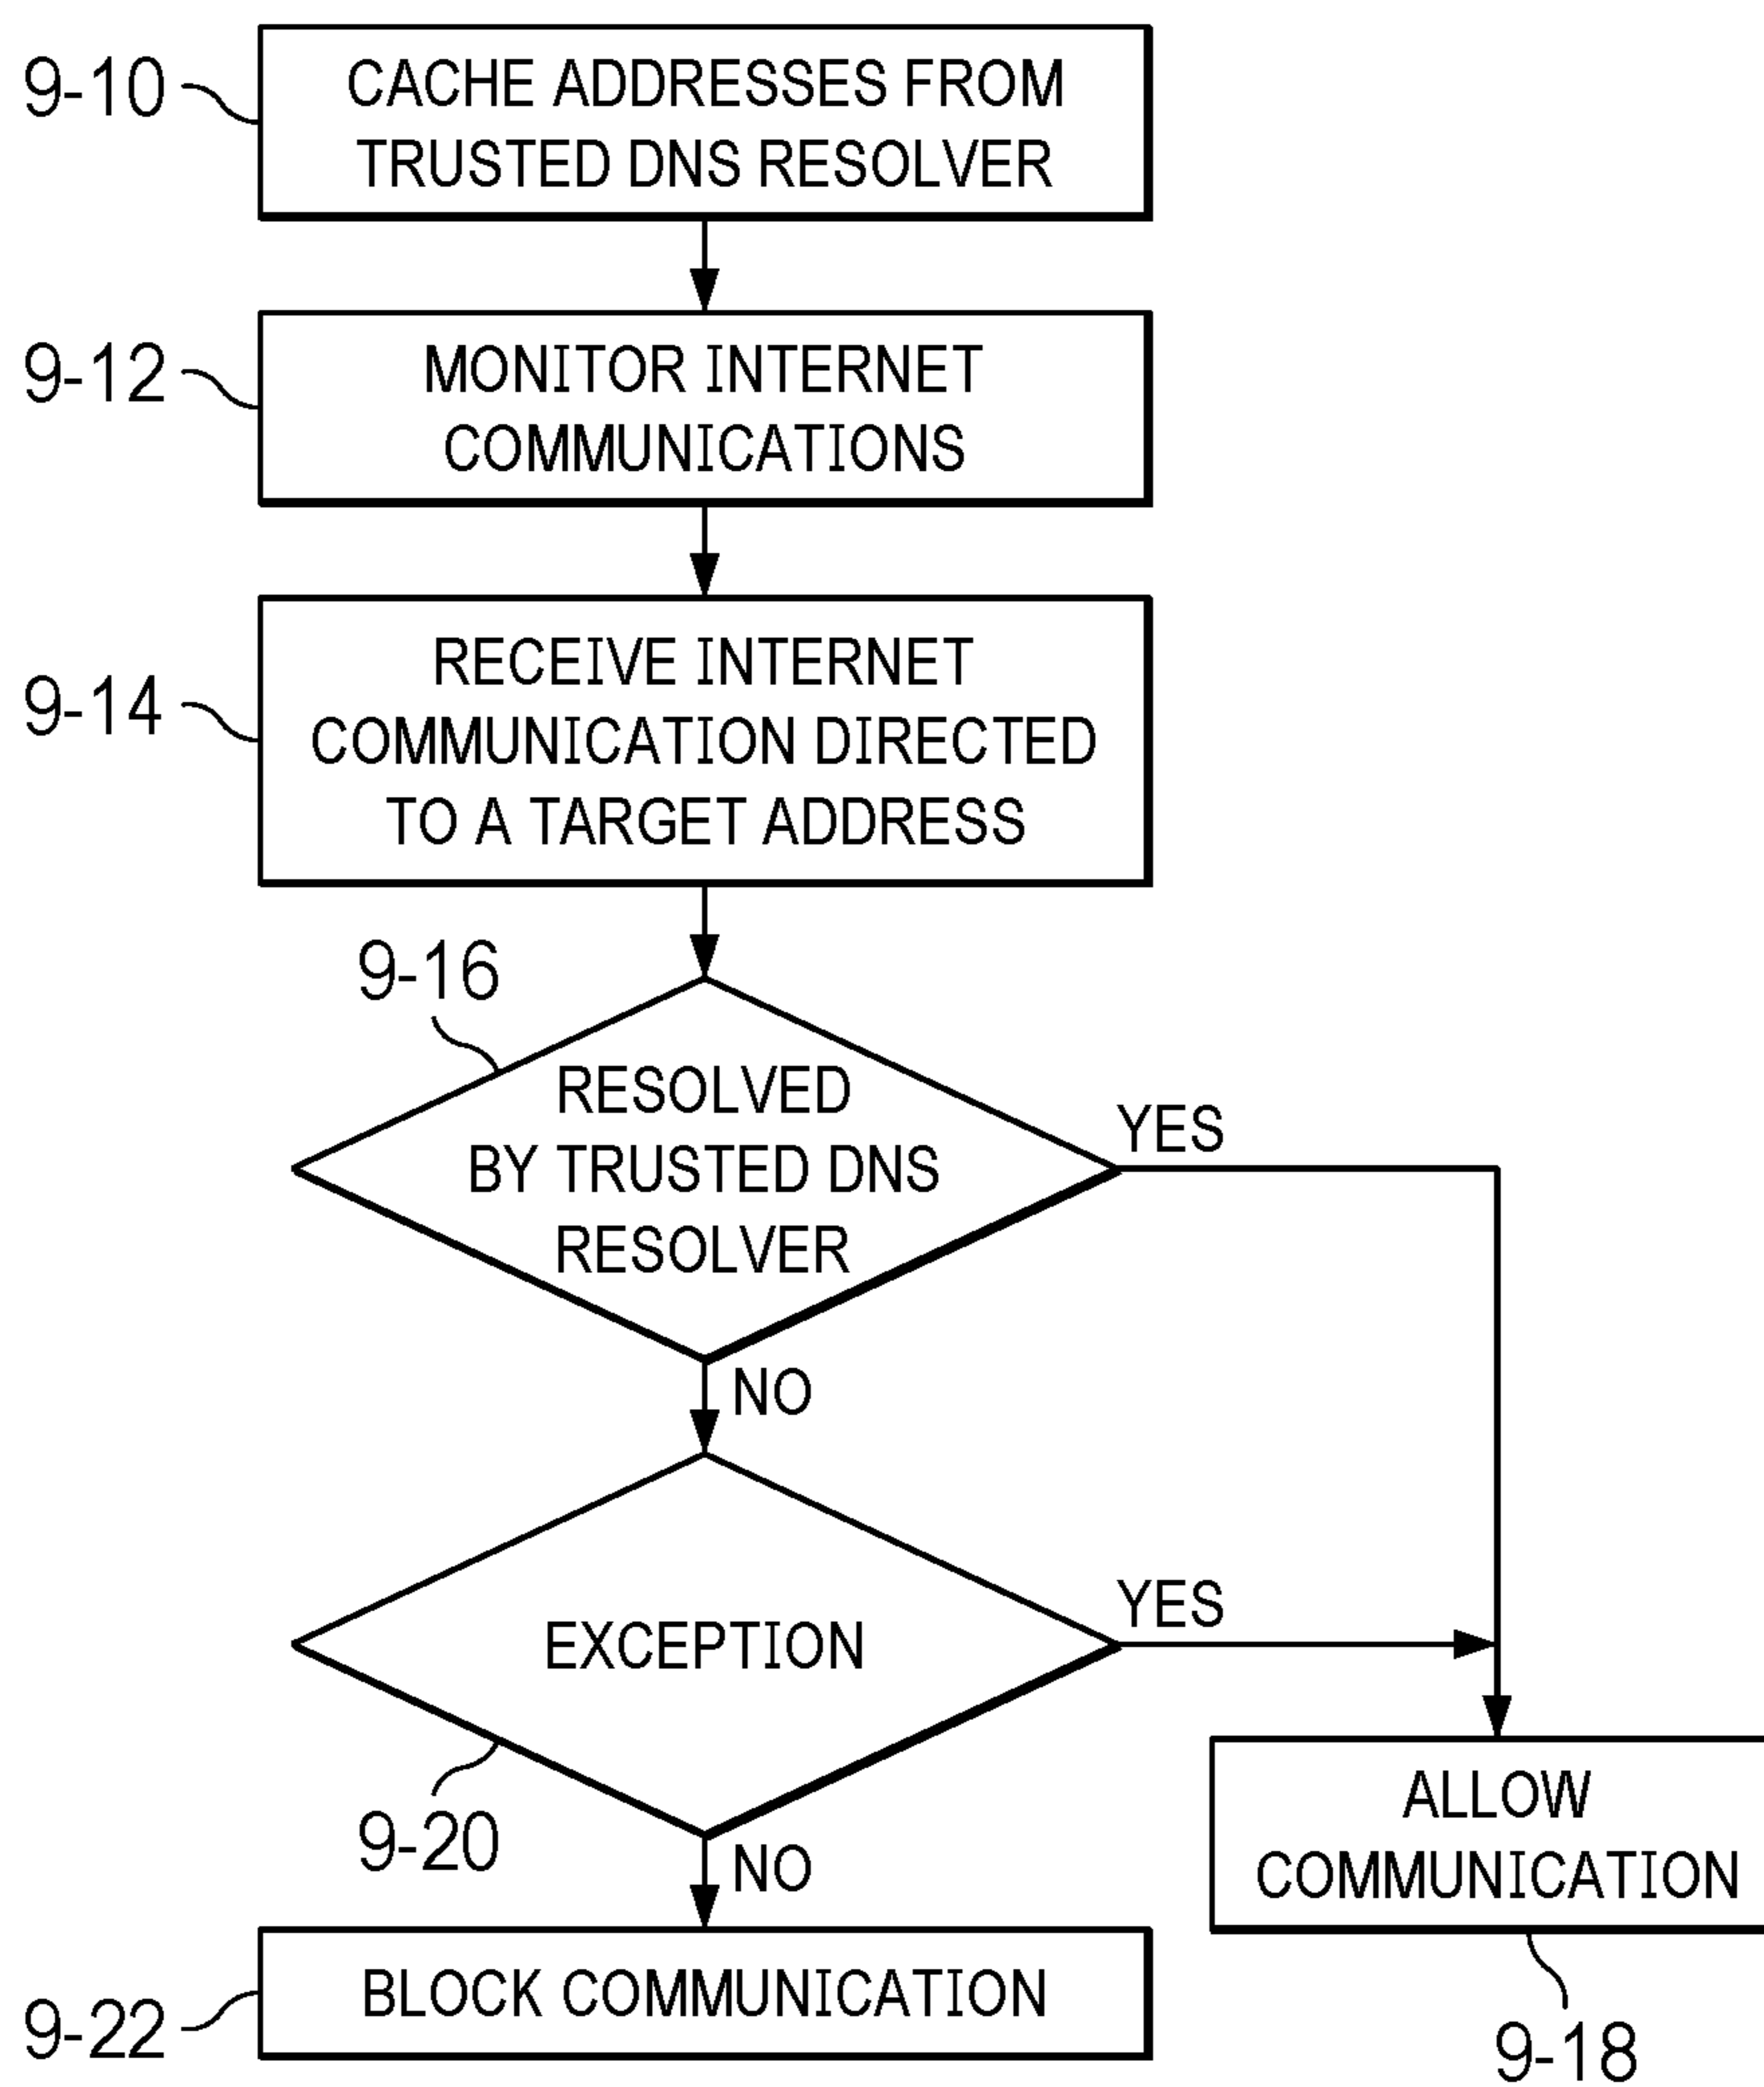 9-10
CACHE ADDRESSES FROM
TRUSTED DNS RESOLVER
9-12
MONITOR INTERNET
COMMUNICATIONS
9-14
RECEIVE INTERNET
COMMUNICATION DIRECTED
TO A TARGET ADDRESS
9-16
RESOLVED
BY TRUSTED DNS
RESOLVER
YES
NO
EXCEPTION
YES
9-20
NO
ALLOW
COMMUNICATION
9-18
BLOCK COMMUNICATION
9-22